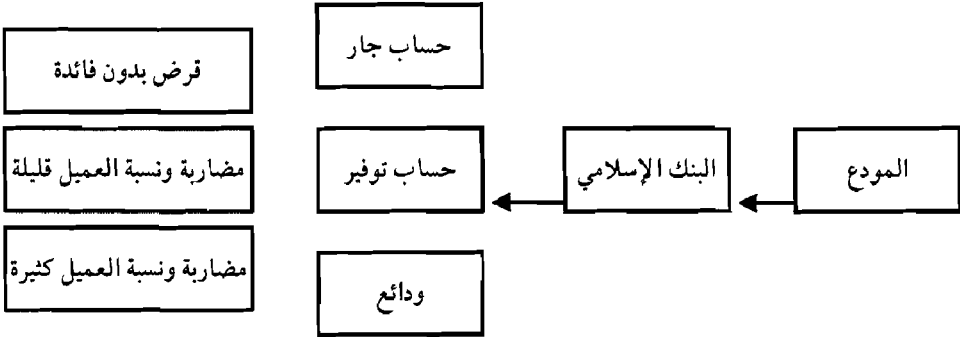 حساب جار
قرض بدون فائدة
المودع
البنك الإسلامي
حساب توفير
مضاربة ونسبة العميل قليلة
ودائع
مضاربة ونسبة العميل كثيرة